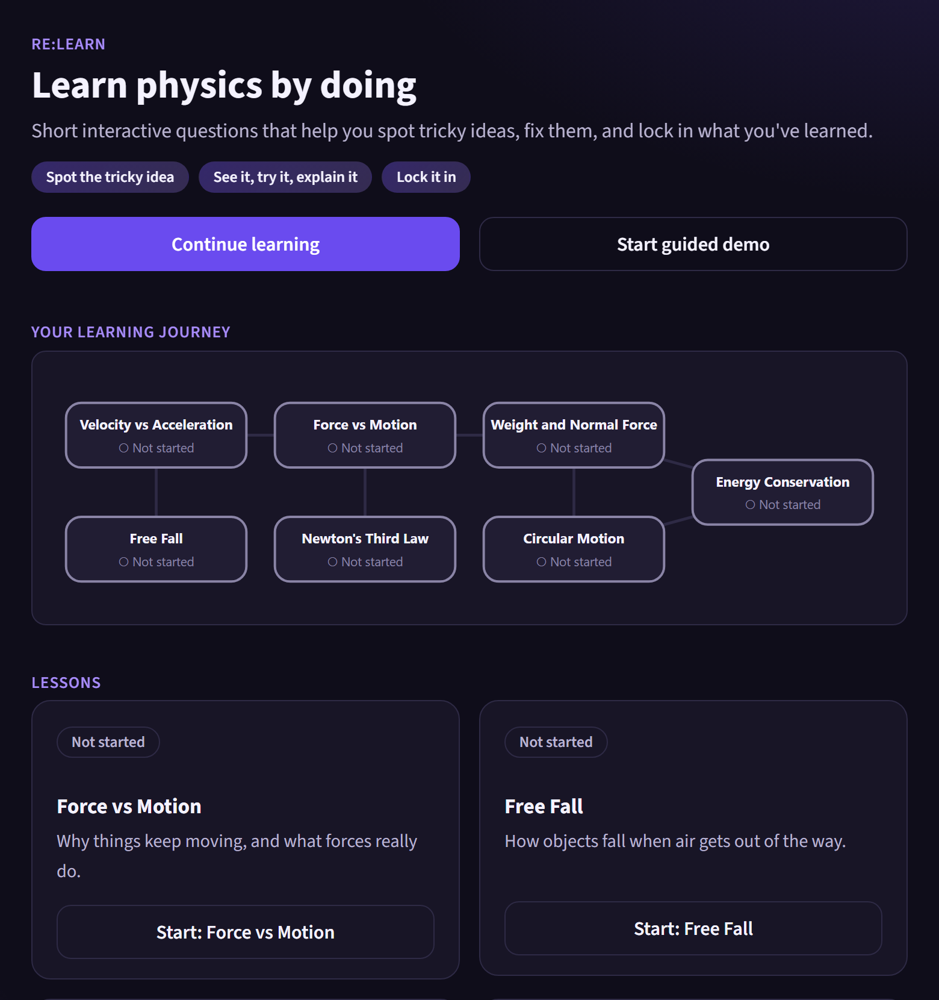 RE:LEARN
Learn physics by doing
Short interactive questions that help you spot tricky ideas, fix them, and lock in what you've learned.
Spot the tricky idea
See it, try it, explain it
Lock it in
Continue learning
Start guided demo
YOUR LEARNING JOURNEY
Velocity vs Acceleration
○ Not started
Force vs Motion
○ Not started
Weight and Normal Force
○ Not started
Energy Conservation
○ Not started
Free Fall
○ Not started
Newton's Third Law
○ Not started
Circular Motion
○ Not started
LESSONS
Not started
Force vs Motion
Why things keep moving, and what forces really
do.
Start: Force vs Motion
Not started
Free Fall
How objects fall when air gets out of the way.
Start: Free Fall